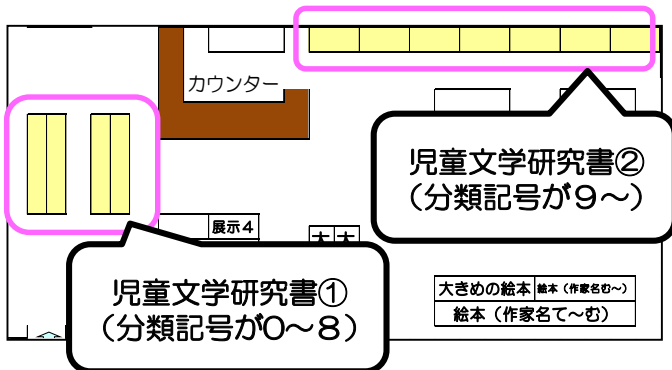 カウンター
児童文学研究書②
（分類記号が９～）
展示４
大 大
児童文学研究書①
（分類記号が０～８）
大きめの絵本 絵本（作家名む～）
絵本（作家名て～む）